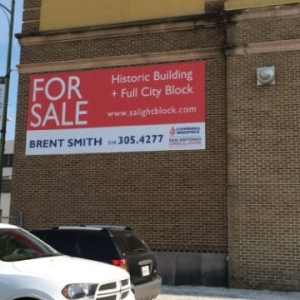 FOR
SALE
Historic Building
+ Full City Block
www.salightblock.com
BRENT SMITH 210.305.4277
CUSHMAN &
WAKEFIELD
SAN ANTONIO